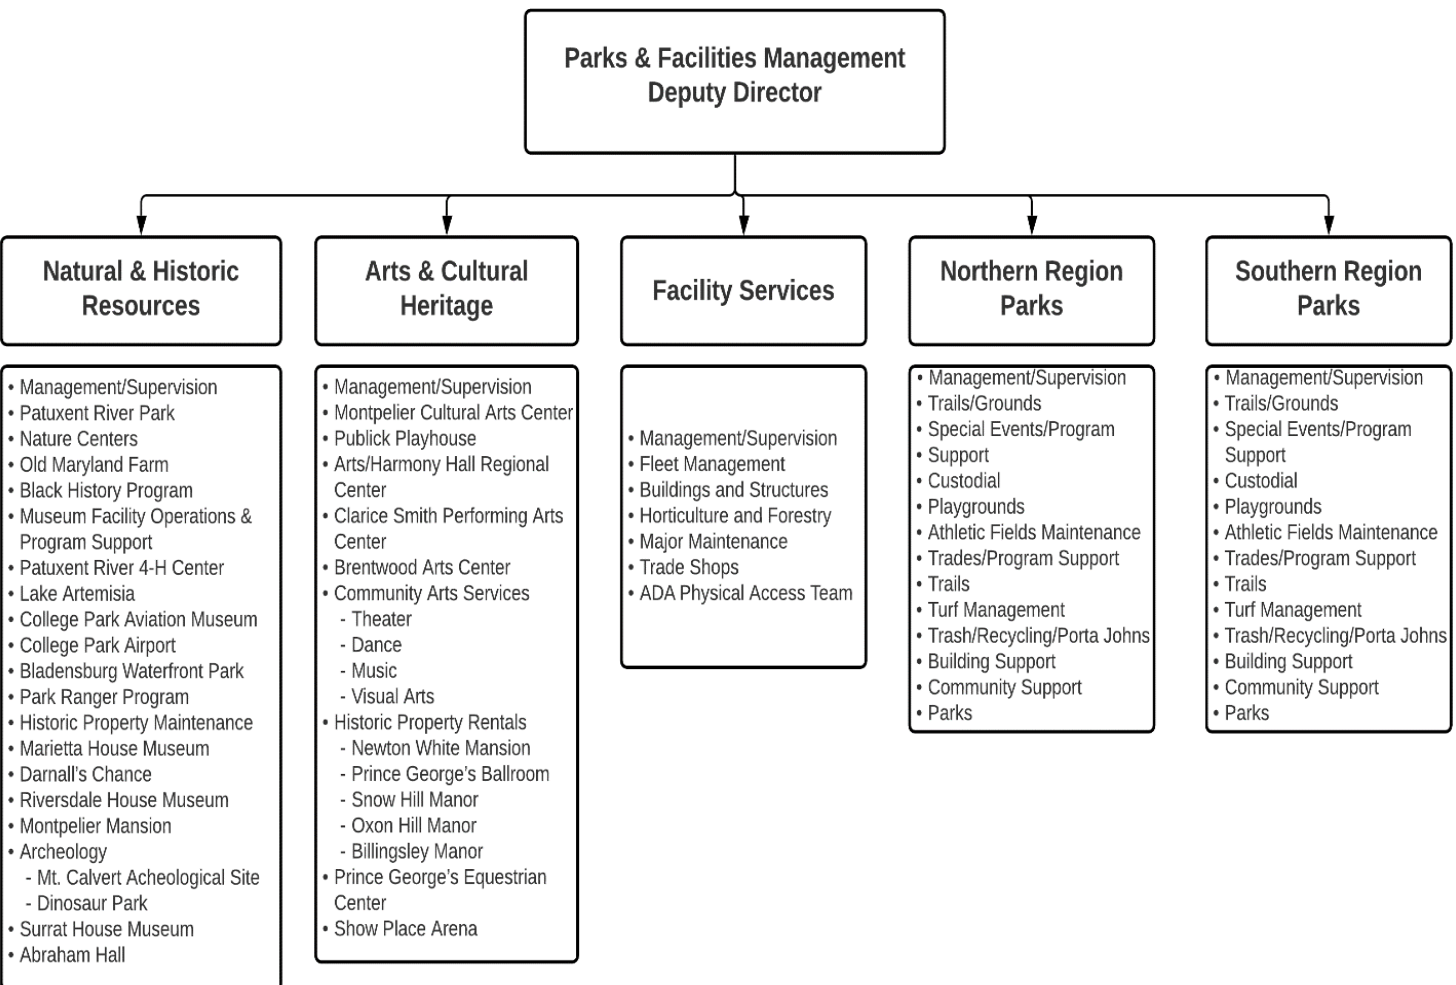 Parks & Facilities Management
Deputy Director
Natural & Historic
Resources
• Management/Supervision
• Patuxent River Park
• Nature Centers
• Old Maryland Farm
• Black History Program
• Museum Facility Operations &
Program Support
• Patuxent River 4-H Center
• Lake Artemisia
• College Park Aviation Museum
• College Park Airport
• Bladensburg Waterfront Park
• Park Ranger Program
• Historic Property Maintenance
• Marietta House Museum
• Darnall's Chance
• Riversdale House Museum
• Montpelier Mansion
• Archeology
- Mt. Calvert Acheological Site
- Dinosaur Park
• Surrat House Museum
• Abraham Hall
Arts & Cultural
Heritage
• Management/Supervision
• Montpelier Cultural Arts Center
• Publick Playhouse
• Arts/Harmony Hall Regional
Center
• Clarice Smith Performing Arts
Center
• Brentwood Arts Center
• Community Arts Services
- Theater
- Dance
- Music
- Visual Arts
• Historic Property Rentals
- Newton White Mansion
- Prince George's Ballroom
- Snow Hill Manor
- Oxon Hill Manor
- Billingsley Manor
• Prince George's Equestrian
Center
• Show Place Arena
Facility Services
• Management/Supervision
• Fleet Management
• Buildings and Structures
• Horticulture and Forestry
• Major Maintenance
• Trade Shops
• ADA Physical Access Team
Northern Region
Parks
• Management/Supervision
• Trails/Grounds
• Special Events/Program
• Support
• Custodial
• Playgrounds
• Athletic Fields Maintenance
• Trades/Program Support
• Trails
• Turf Management
• Trash/Recycling/Porta Johns
• Building Support
• Community Support
• Parks
Southern Region
Parks
• Management/Supervision
• Trails/Grounds
• Special Events/Program
Support
• Custodial
• Playgrounds
• Athletic Fields Maintenance
• Trades/Program Support
• Trails
• Turf Management
• Trash/Recycling/Porta Johns
• Building Support
• Community Support
• Parks